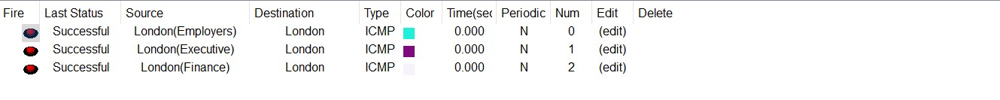 Fire Last Status Source Destination Type Color Time(sec Periodic Num Edit Delete
Successful London(Employers) London ICMP 0.000 N 0 (edit)
Successful London(Executive) London ICMP 0.000 N 1 (edit)
Successful London(Finance) London ICMP 0.000 N 2 (edit)